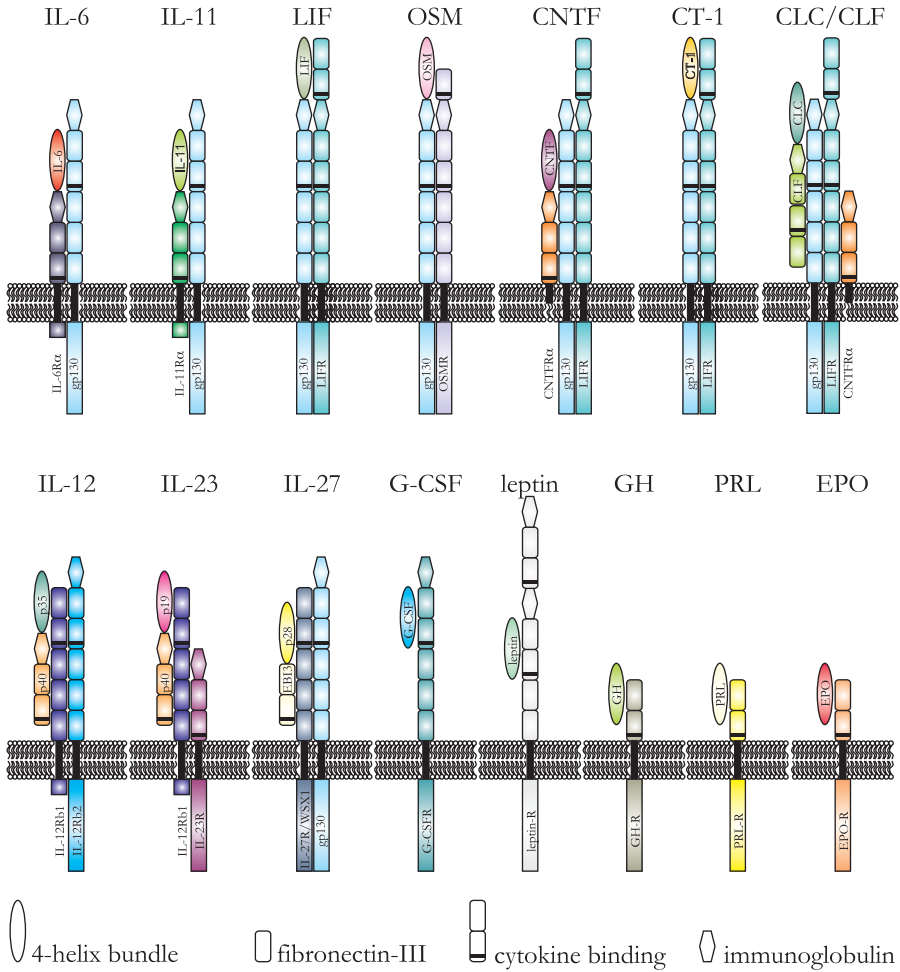 IL-6 IL-11 LIF OSM CNTF CT-1 CLC/CLF
IL-6 IL-11 LIF OSM CNTF CT-1 CLC CLF
IL-6Rα gp130 IL-11Rα gp130 gp130 LIFR gp130 OSMR CNTFRα gp130 LIFR gp130 LIFR gp130 LIFR CNTFRα
IL-12 IL-23 IL-27 G-CSF leptin GH PRL EPO
p35 p40 p19 p40 p28 EBI3 G-CSF leptin GH PRL EPO
IL-12Rb1 IL-12Rb2 IL-12Rb1 IL-23R IL-27R/WSX1 gp130 G-CSFR leptin-R GH-R PRL-R EPO-R
4-helix bundle fibronectin-III cytokine binding immunoglobulin